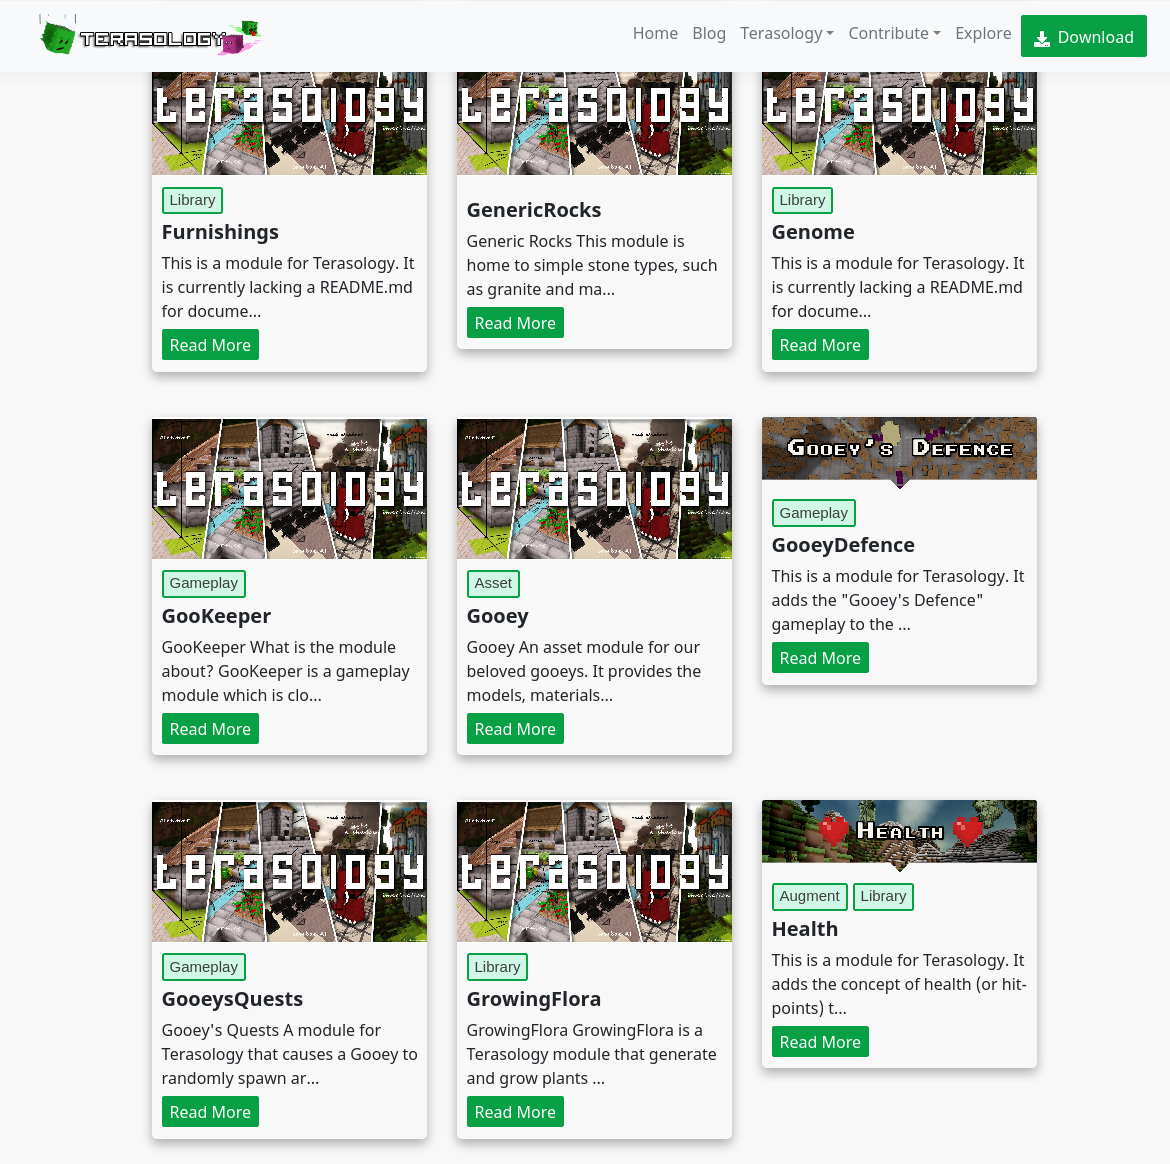 TERASOLOGY
Home Blog Terasology Contribute Explore Download
terasology
terasology
terasology
Library
Furnishings
This is a module for Terasology. It
is currently lacking a README.md
for docume...
Read More
GenericRocks
Generic Rocks This module is
home to simple stone types, such
as granite and ma...
Read More
Library
Genome
This is a module for Terasology. It
is currently lacking a README.md
for docume...
Read More
terasology
Gameplay
GooKeeper
GooKeeper What is the module
about? GooKeeper is a gameplay
module which is clo...
Read More
terasology
Asset
Gooey
Gooey An asset module for our
beloved gooeys. It provides the
models, materials...
Read More
Gooey's Defence
Gameplay
GooeyDefence
This is a module for Terasology. It
adds the "Gooey's Defence"
gameplay to the ...
Read More
terasology
Gameplay
GooeysQuests
Gooey's Quests A module for
Terasology that causes a Gooey to
randomly spawn ar...
Read More
terasology
Library
GrowingFlora
GrowingFlora GrowingFlora is a
Terasology module that generate
and grow plants ...
Read More
Health
Augment Library
Health
This is a module for Terasology. It
adds the concept of health (or hit-
points) t...
Read More